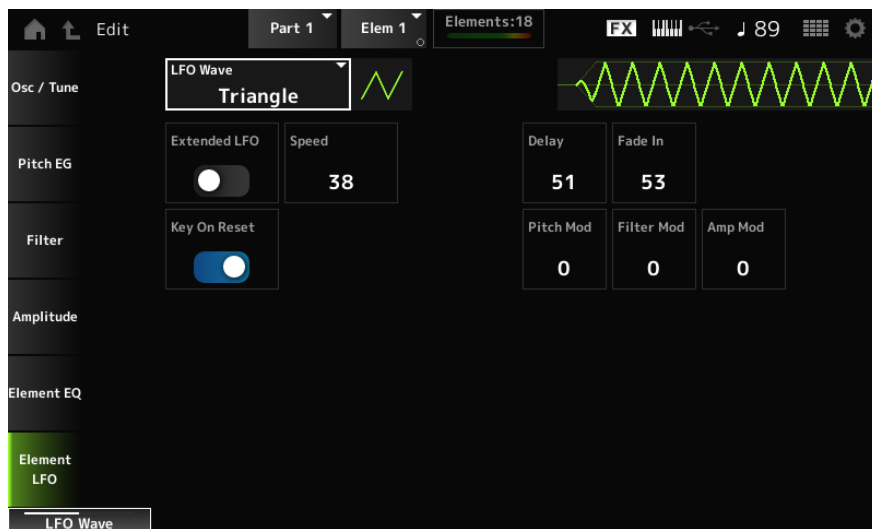 Edit
Part 1
Elem 1
Elements:18
FX
♩ 89
Osc / Tune
Pitch EG
Filter
Amplitude
Element EQ
Element
LFO
LFO Wave
Triangle
Extended LFO
Speed
38
Delay
51
Fade In
53
Key On Reset
Pitch Mod
0
Filter Mod
0
Amp Mod
0
LFO Wave